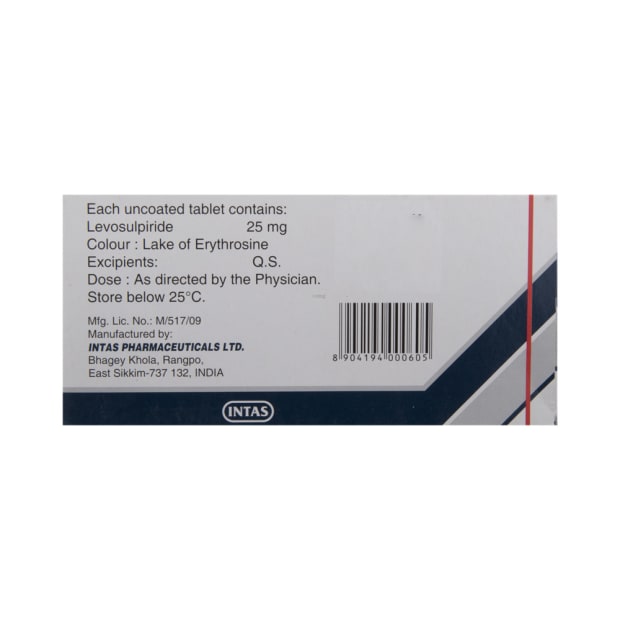 Each uncoated tablet contains:
Levosulpiride 25 mg
Colour : Lake of Erythrosine
Excipients: Q.S.
Dose : As directed by the Physician.
Store below 25°C.
Mfg. Lic. No.: M/517/09
Manufactured by:
INTAS PHARMACEUTICALS LTD.
Bhagey Khola, Rangpo,
East Sikkim-737 132, INDIA
8 904194 000605
INTAS